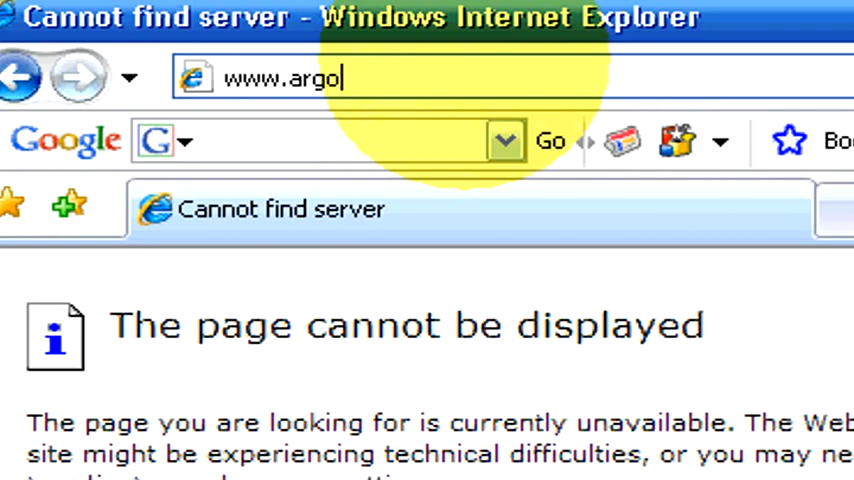 Cannot find server - Windows Internet Explorer
www.argo
Google G Go Boo
Cannot find server
The page cannot be displayed
The page you are looking for is currently unavailable. The Web
site might be experiencing technical difficulties, or you may ne